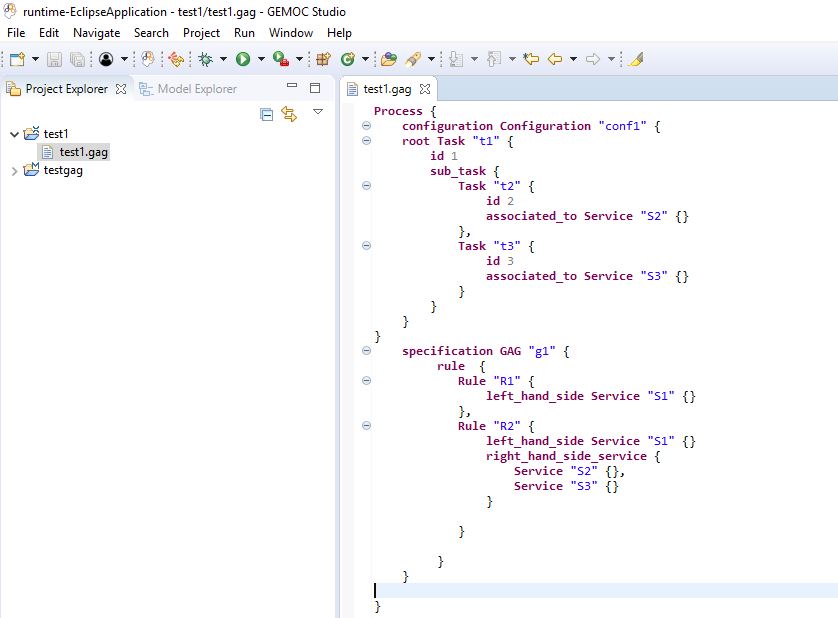 runtime-EclipseApplication - test1/test1.gag - GEMOC Studio
File Edit Navigate Search Project Run Window Help
Project Explorer Model Explorer
test1
test1.gag
testgag
test1.gag
Process {
configuration Configuration "conf1" {
root Task "t1" {
id 1
sub_task {
Task "t2" {
id 2
associated_to Service "S2" {}
},
Task "t3" {
id 3
associated_to Service "S3" {}
}
}
}
}
specification GAG "g1" {
rule {
Rule "R1" {
left_hand_side Service "S1" {}
},
Rule "R2" {
left_hand_side Service "S1" {}
right_hand_side_service {
Service "S2" {},
Service "S3" {}
}
}
}
}
}